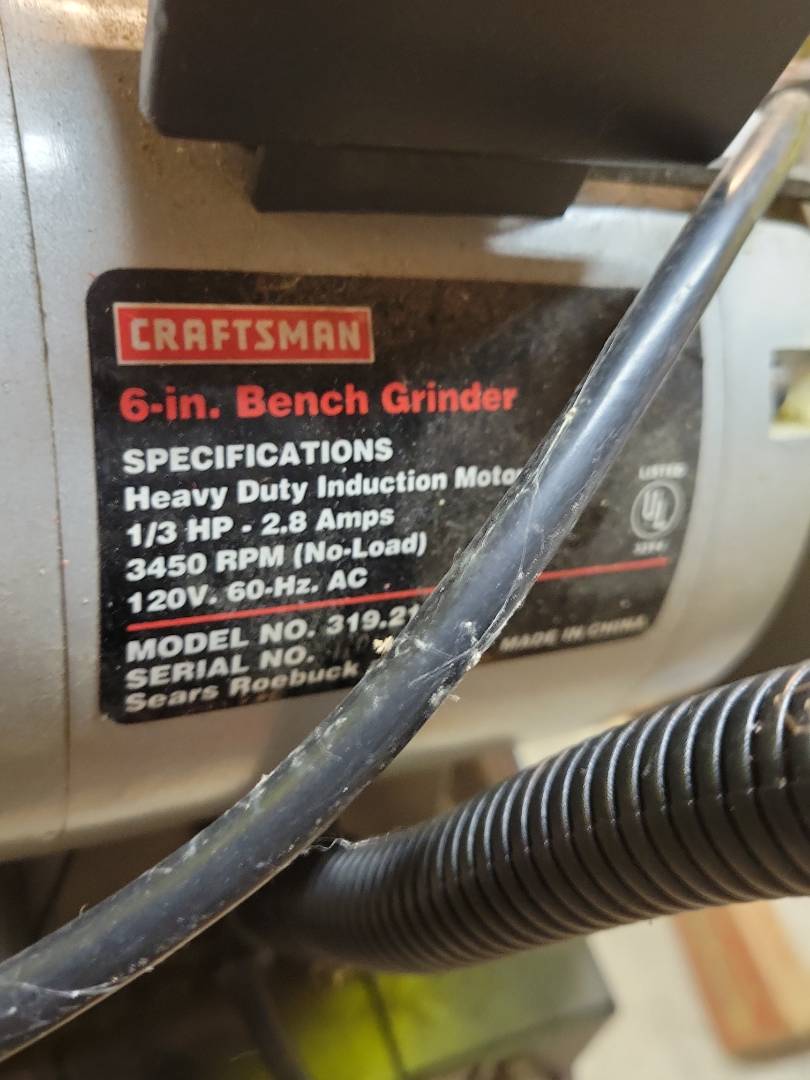 CRAFTSMAN
6-in. Bench Grinder
SPECIFICATIONS
Heavy Duty Induction Moto
1/3 HP - 2.8 Amps
3450 RPM (No-Load)
120V. 60-Hz. AC
LISTED
UL
MODEL NO. 319.21
SERIAL NO.
Sears Roebuck
MADE IN CHINA